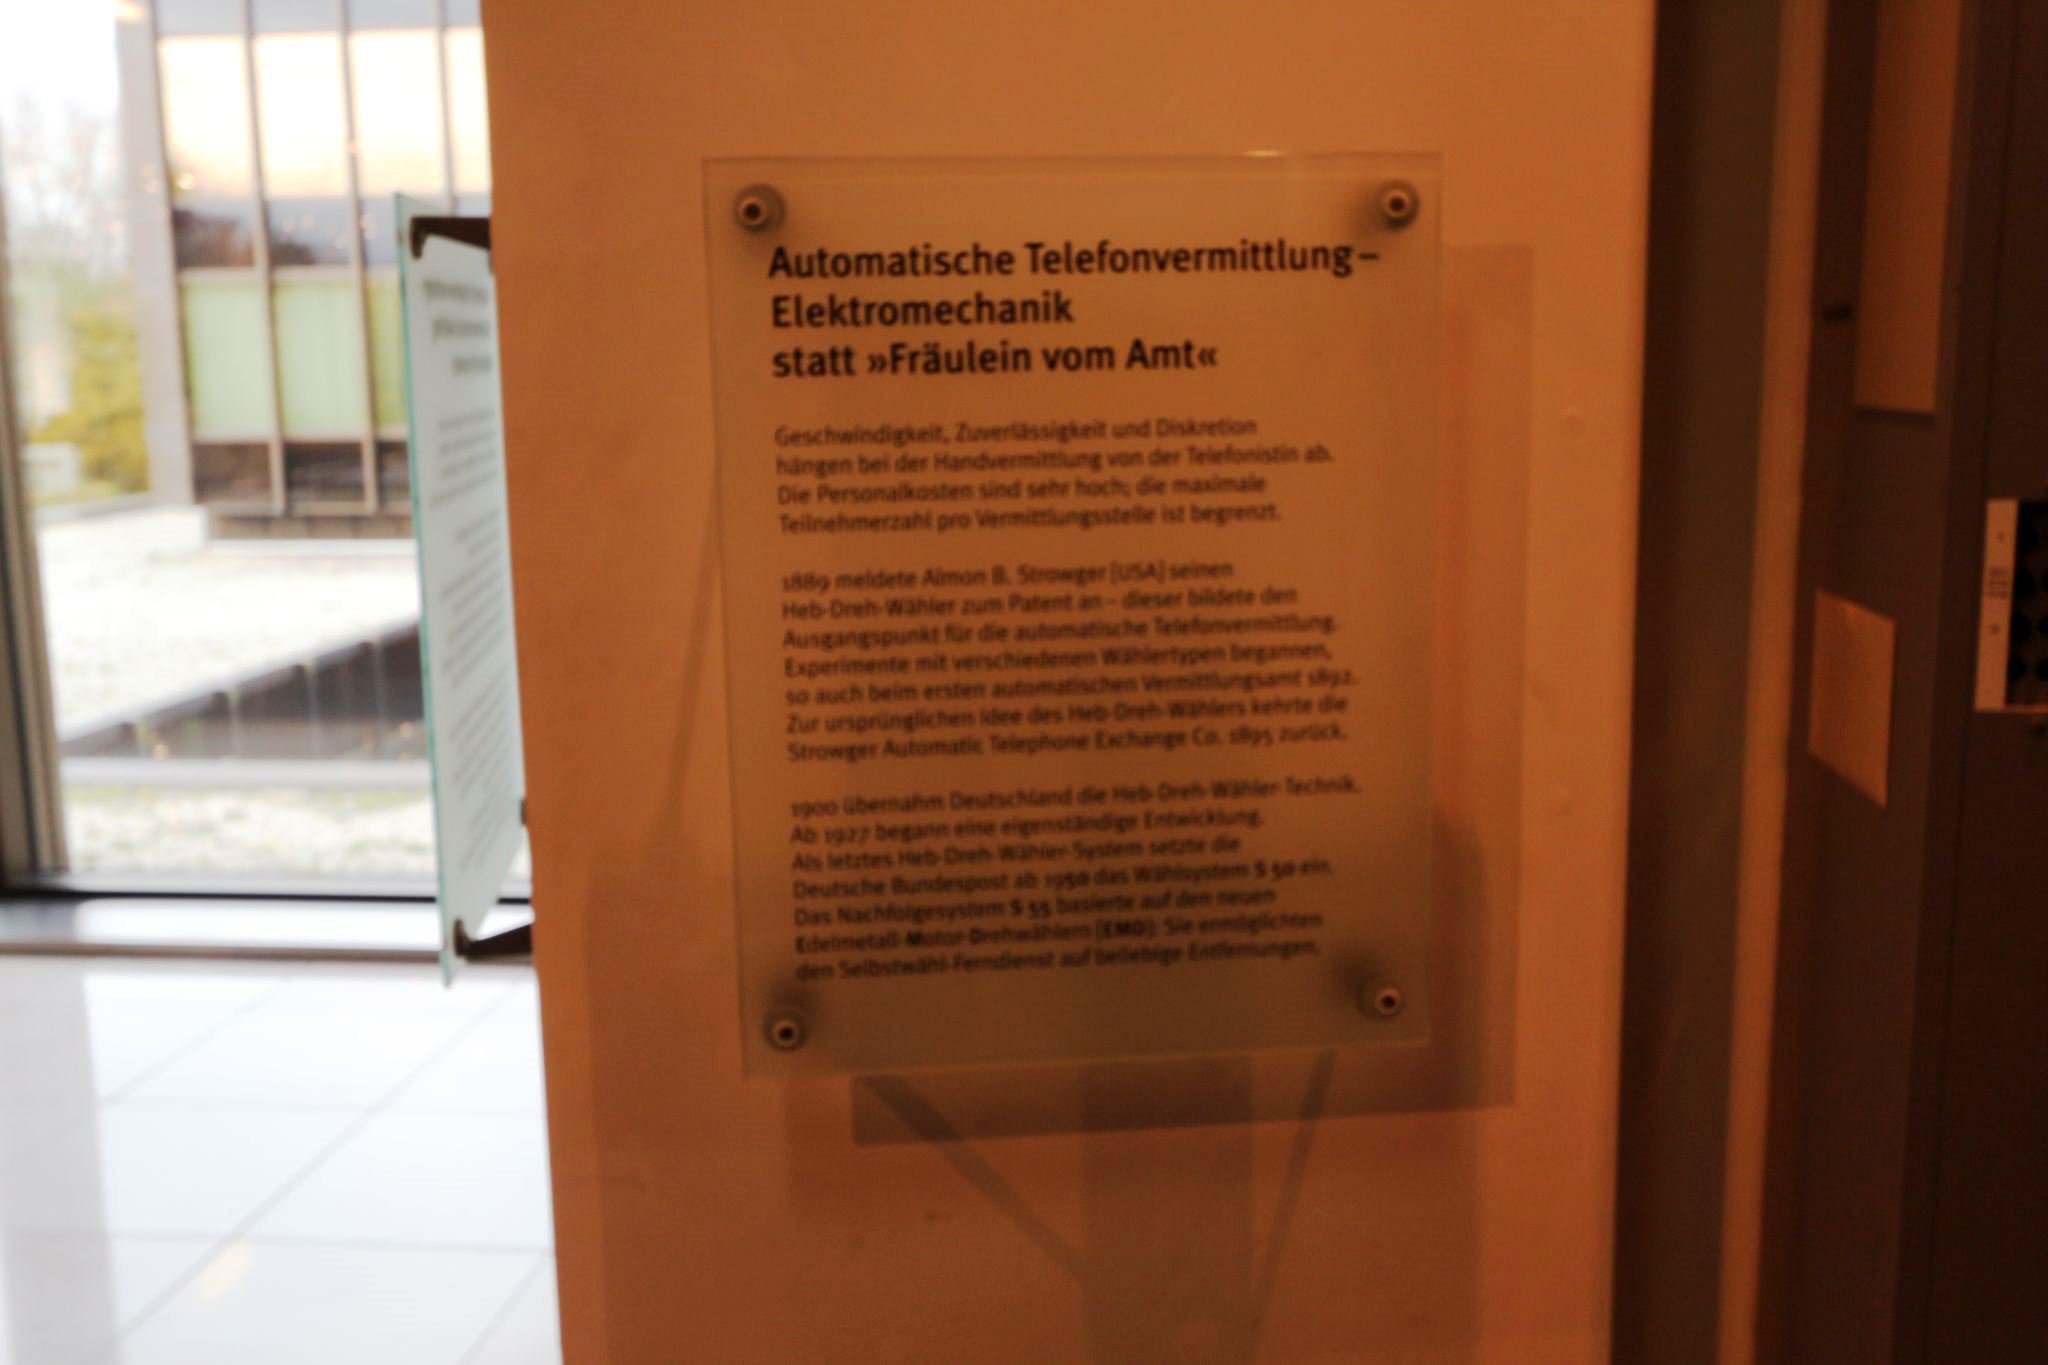 Automatische Telefonvermittlung –
Elektromechanik
statt »Fräulein vom Amt«
Geschwindigkeit, Zuverlässigkeit und Diskretion
hängen bei der Handvermittlung von der Telefonistin ab.
Die Personalkosten sind sehr hoch; die maximale
Teilnehmerzahl pro Vermittlungsstelle ist begrenzt.
1889 meldete Almon B. Strowger [USA] seinen
Heb-Dreh-Wähler zum Patent an – dieser bildete den
Ausgangspunkt für die automatische Telefonvermittlung.
Experimente mit verschiedenen Wählertypen begannen,
so auch beim ersten automatischen Vermittlungsamt 1892.
Zur ursprünglichen Idee des Heb-Dreh-Wählers kehrte die
Strowger Automatic Telephone Exchange Co. 1895 zurück.
1900 übernahm Deutschland die Heb-Dreh-Wähler-Technik.
Ab 1927 begann eine eigenständige Entwicklung.
Als letztes Heb-Dreh-Wähler-System setzte die
Deutsche Bundespost ab 1950 das Wählsystem S 50 ein.
Das Nachfolgesystem S 55 basierte auf den neuen
Edelmetall-Motor-Drehwählern [EMD]: Sie ermöglichten
den Selbstwähl-Ferndienst auf beliebige Entfernungen.